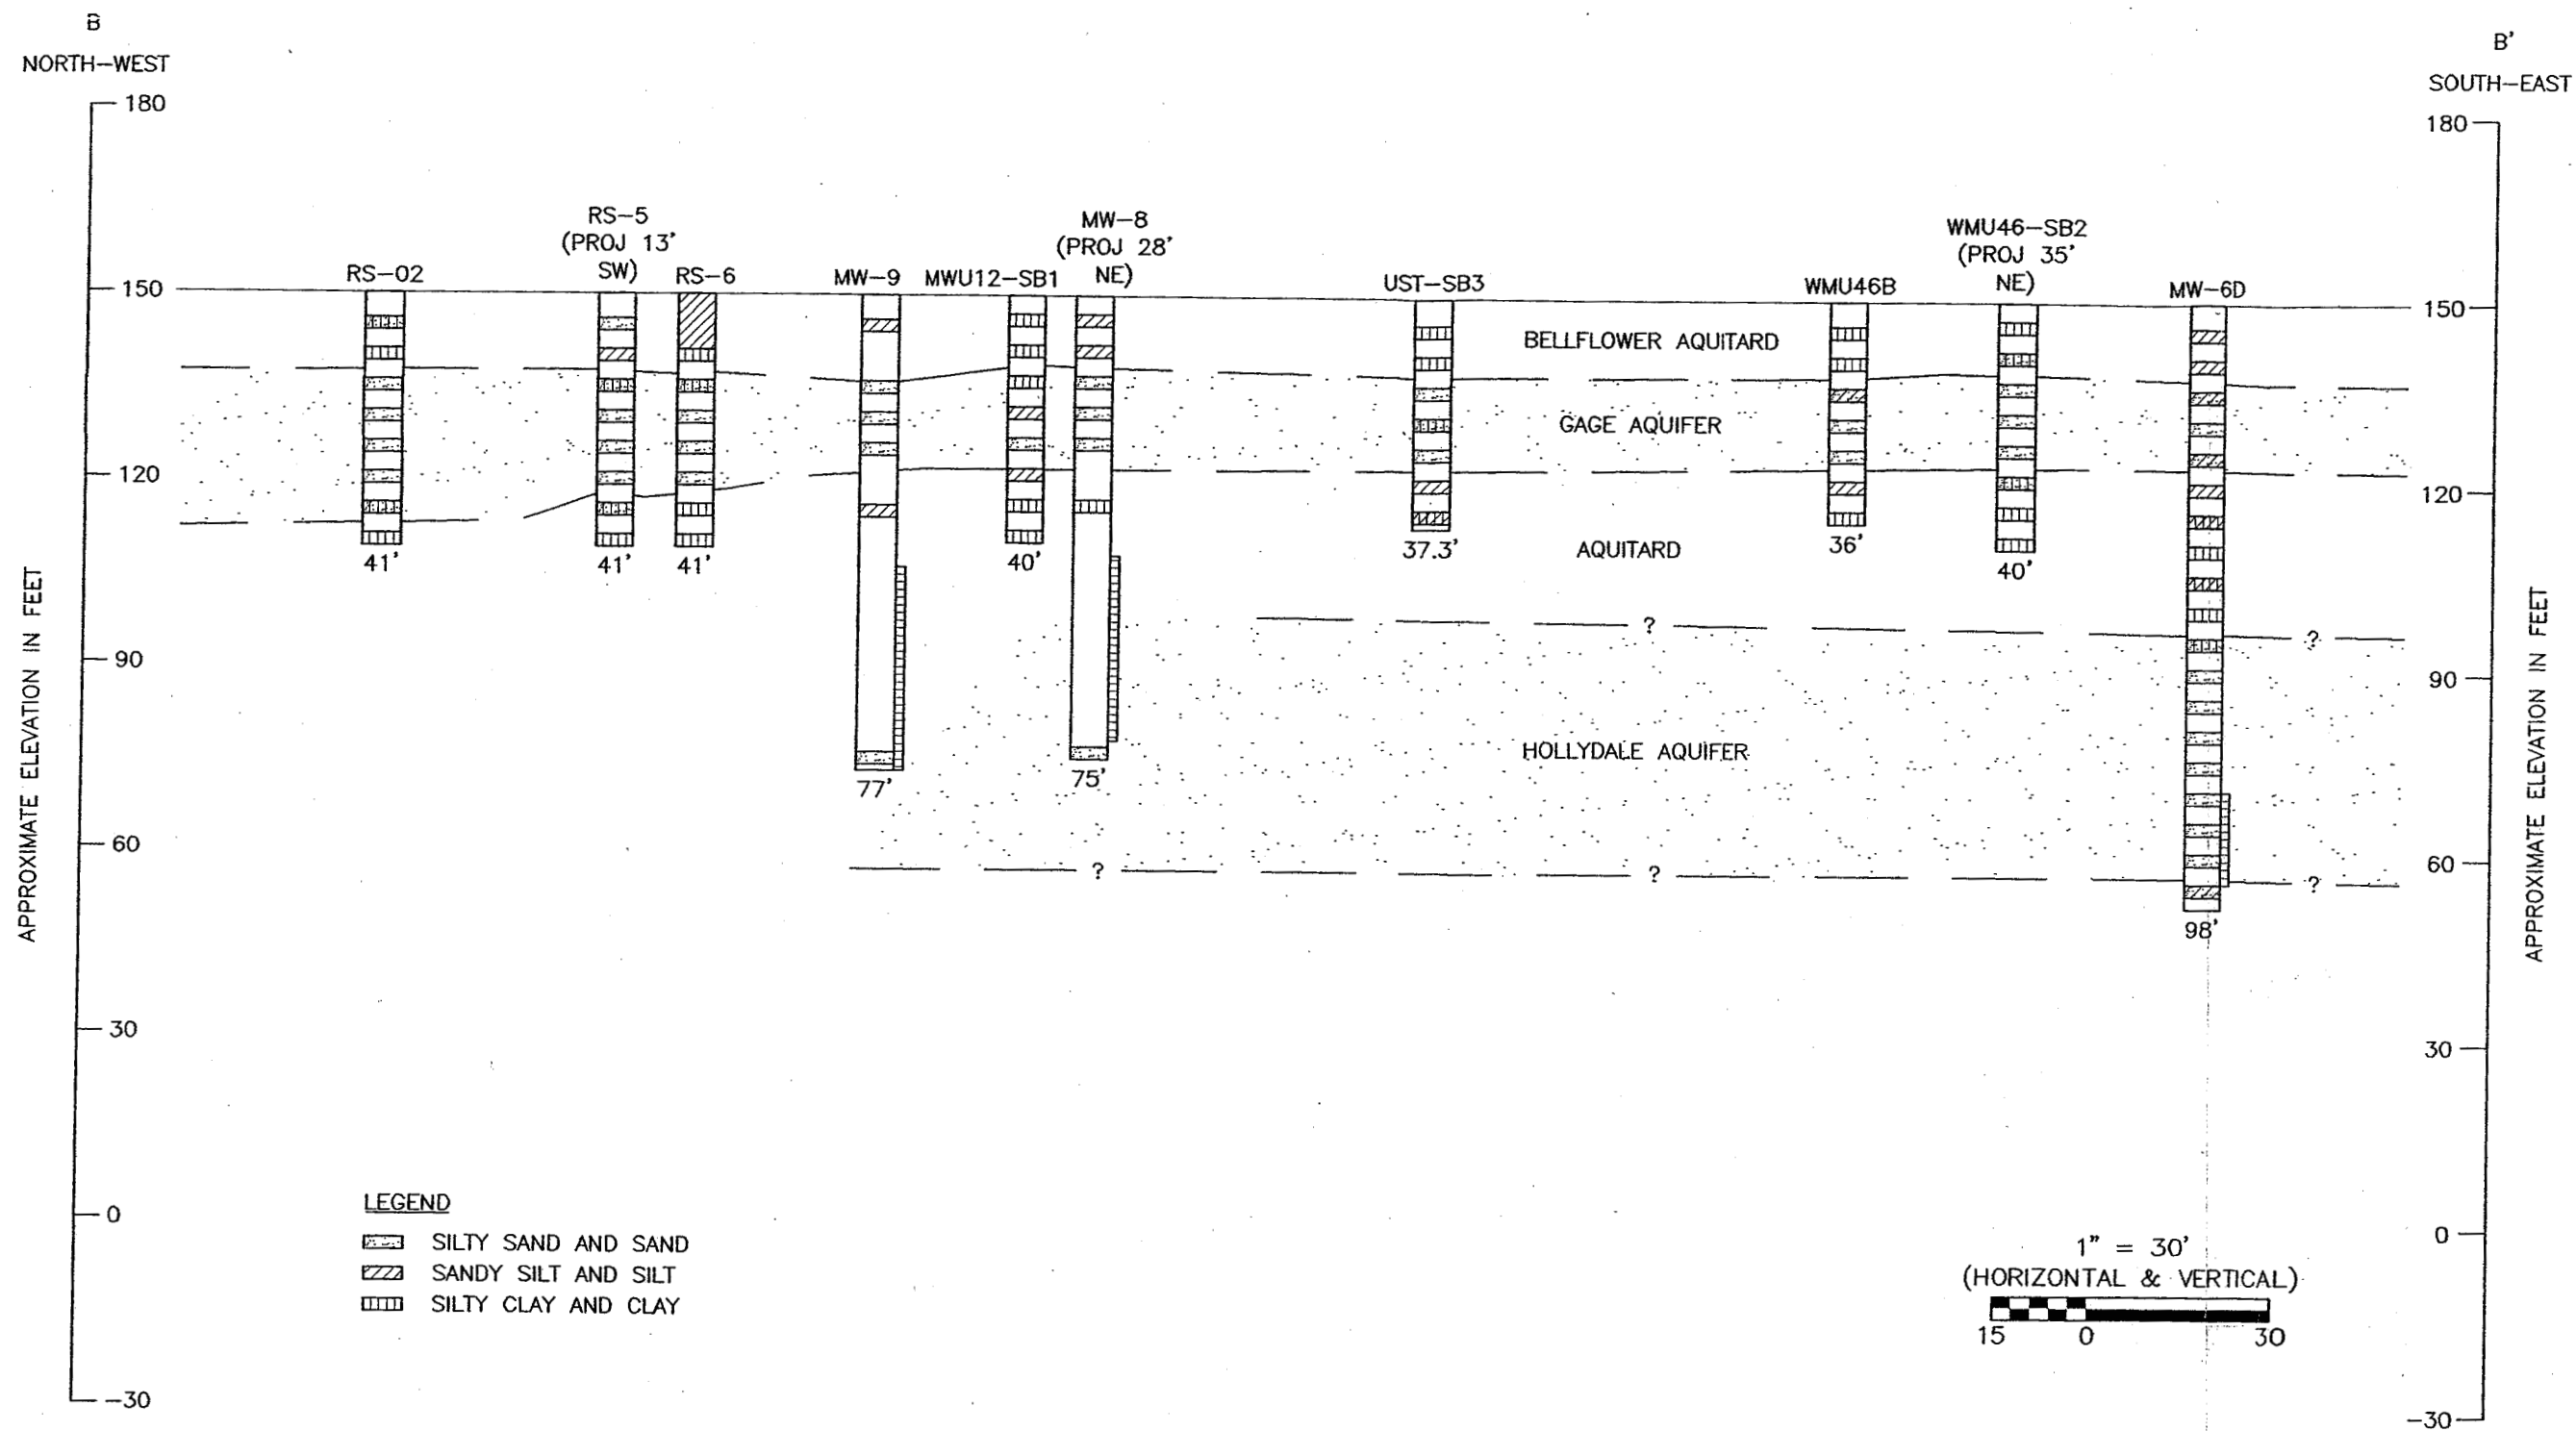 B
NORTH-WEST
B'
SOUTH-EAST
180
150
120
90
60
30
0
-30
APPROXIMATE ELEVATION IN FEET
RS-02
41'
RS-5
(PROJ 13'
SW)
41'
RS-6
41'
MW-9
77'
MWU12-SB1
40'
MW-8
(PROJ 28'
NE)
75'
UST-SB3
37.3'
WMU46B
36'
WMU46-SB2
(PROJ 35'
NE)
40'
MW-6D
98'
BELLFLOWER AQUITARD
GAGE AQUIFER
AQUITARD
?
?
HOLLYDALE AQUIFER
?
?
?
180
150
120
90
60
30
0
-30
APPROXIMATE ELEVATION IN FEET
LEGEND
SILTY SAND AND SAND
SANDY SILT AND SILT
SILTY CLAY AND CLAY
1" = 30'
(HORIZONTAL & VERTICAL)
15 0 30